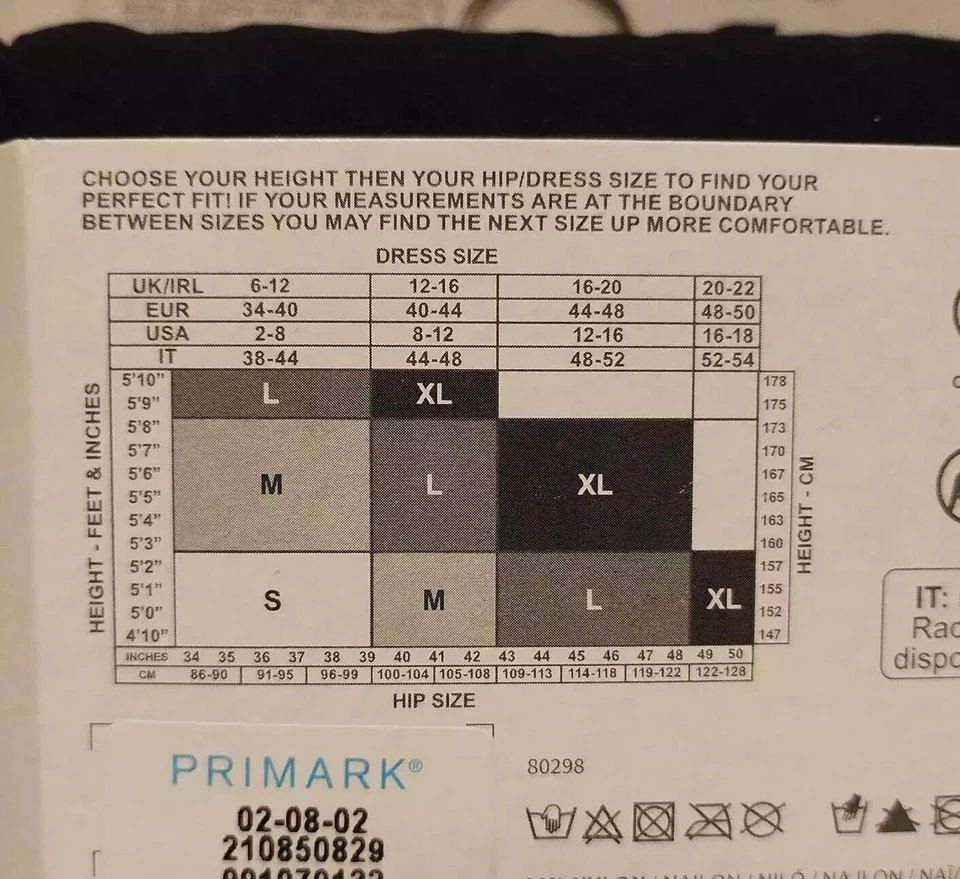 CHOOSE YOUR HEIGHT THEN YOUR HIP/DRESS SIZE TO FIND YOUR
PERFECT FIT! IF YOUR MEASUREMENTS ARE AT THE BOUNDARY
BETWEEN SIZES YOU MAY FIND THE NEXT SIZE UP MORE COMFORTABLE.
DRESS SIZE
UK/IRL 6-12 12-16 16-20 20-22
EUR 34-40 40-44 44-48 48-50
USA 2-8 8-12 12-16 16-18
IT 38-44 44-48 48-52 52-54
HEIGHT - FEET & INCHES
5'10" 178
L XL
5'9" 175
5'8" 173
5'7" 170
5'6" 167
M L XL
5'5" 165
5'4" 163
5'3" 160
HEIGHT - CM
5'2" 157
5'1" 155
S M L XL
5'0" 152
4'10" 147
INCHES 34 35 36 37 38 39 40 41 42 43 44 45 46 47 48 49 50
CM 86-90 91-95 96-99 100-104 105-108 109-113 114-118 119-122 122-128
HIP SIZE
IT:
Rac
dispo
PRIMARK®
02-08-02
210850829
80298